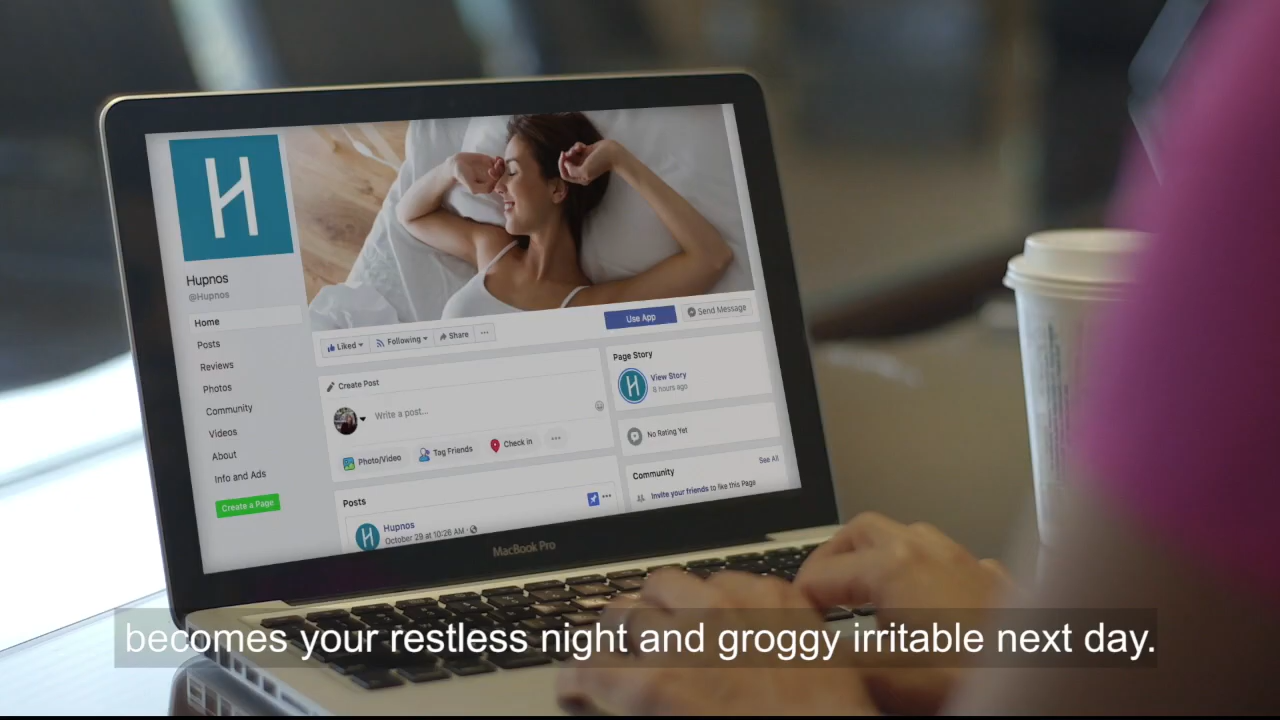 H
Hupnos
@Hupnos
Home
Posts
Reviews
Photos
Community
Videos
About
Info and Ads
Create a Page
Liked
Following
Share
Use App
Send Message
Create Post
Write a post...
Photo/Video
Tag Friends
Check in
Posts
H
Hupnos
October 29 at 10:26 AM
Page Story
H
View Story
8 hours ago
No Rating Yet
Community
See All
Invite your friends to like this Page
MacBook Pro
becomes your restless night and groggy irritable next day.